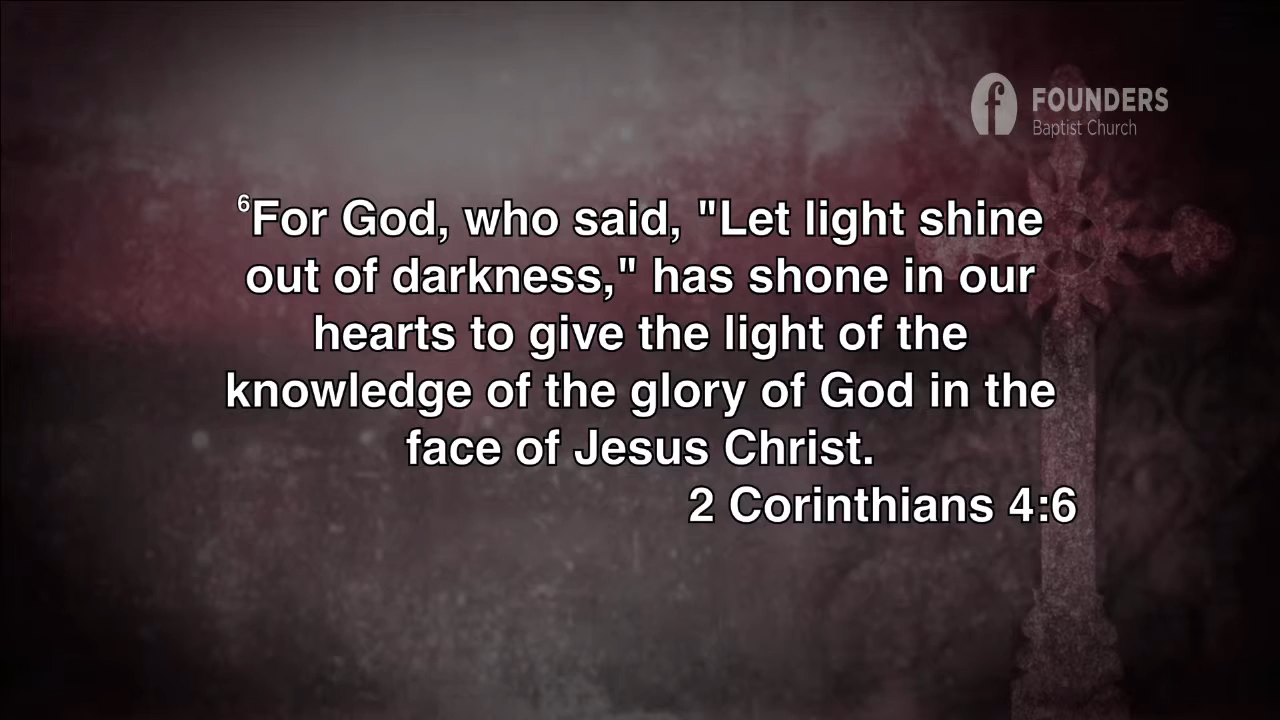 FOUNDERS
Baptist Church
⁶For God, who said, "Let light shine
out of darkness," has shone in our
hearts to give the light of the
knowledge of the glory of God in the
face of Jesus Christ.
2 Corinthians 4:6